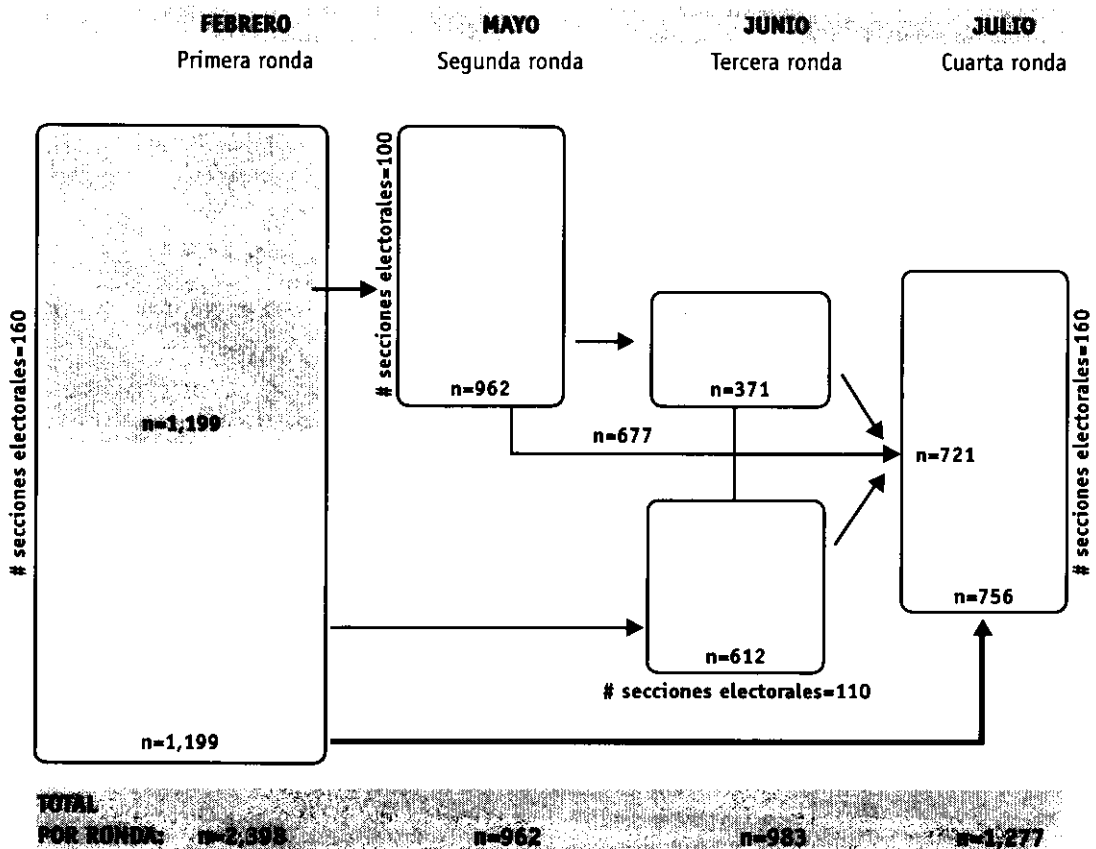 FEBRERO MAYO JUNIO JULIO
Primera ronda Segunda ronda Tercera ronda Cuarta ronda
# secciones electorales=160
# secciones electorales=100
# secciones electorales=160
n=962
n=371
n=1,199
n=677
n=721
n=756
n=612
# secciones electorales=110
n=1,199
TOTAL
POR RONDA: n=2,398 n=962 n=983 n=1,277